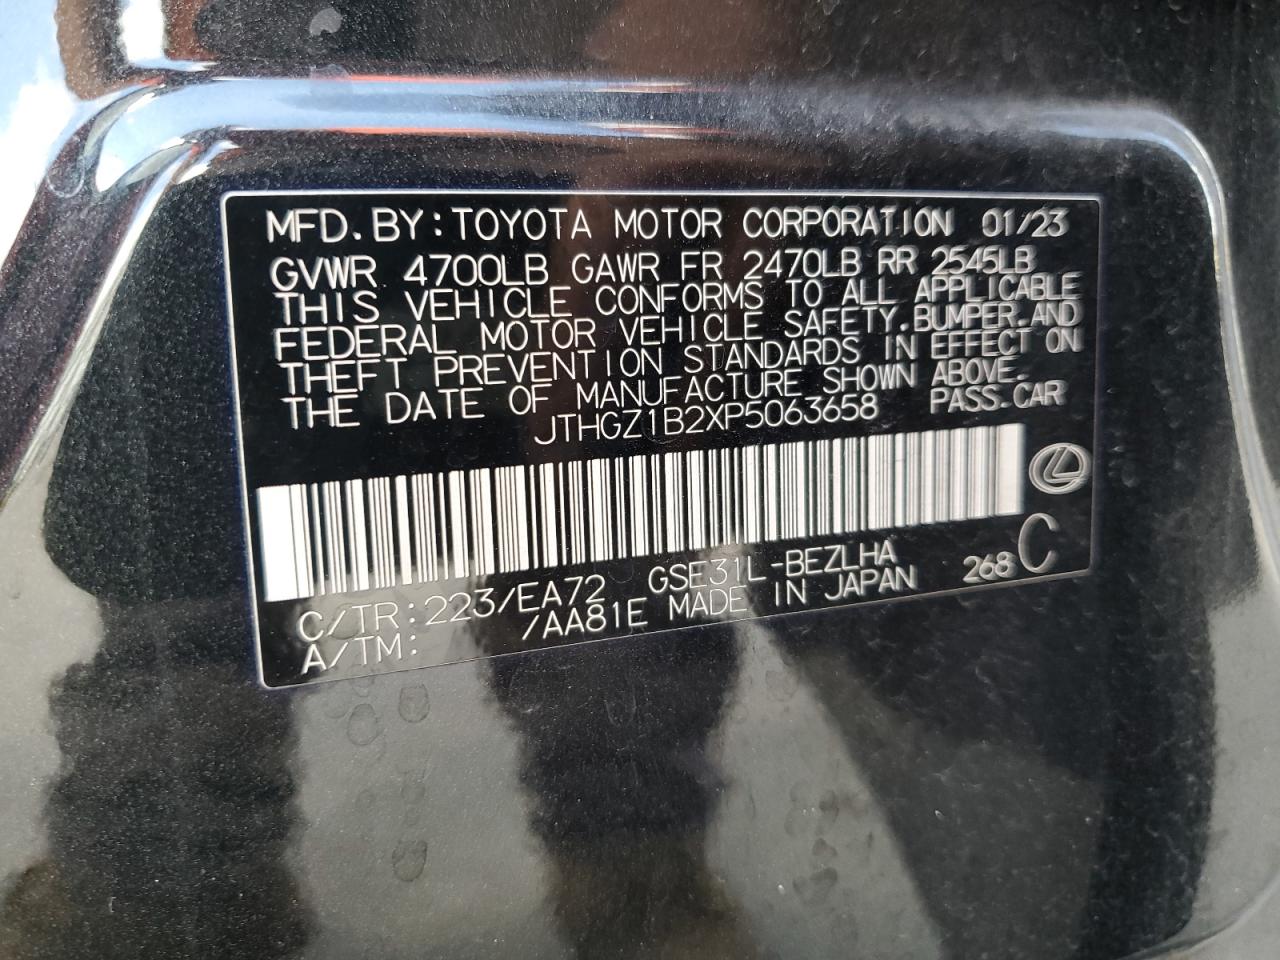 MFD. BY: TOYOTA MOTOR CORPORATION 01/23
GVWR 4700LB GAWR FR 2470LB RR 2545LB
THIS VEHICLE CONFORMS TO ALL APPLICABLE
FEDERAL MOTOR VEHICLE SAFETY. BUMPER. AND
THEFT PREVENTION STANDARDS IN EFFECT ON
THE DATE OF MANUFACTURE SHOWN ABOVE.
JTHGZ1B2XP5063658 PASS. CAR
C/TR: 223/EA72 GSE31L-BEZLHA 268 C
A/TM: /AA81E MADE IN JAPAN